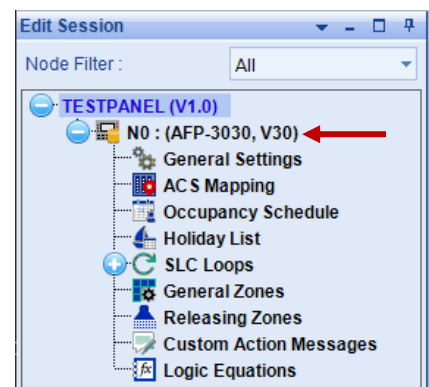 Edit Session
Node Filter : All
TESTPANEL (V1.0)
N0 : (AFP-3030, V30)
General Settings
ACS Mapping
Occupancy Schedule
Holiday List
SLC Loops
General Zones
Releasing Zones
Custom Action Messages
fx Logic Equations